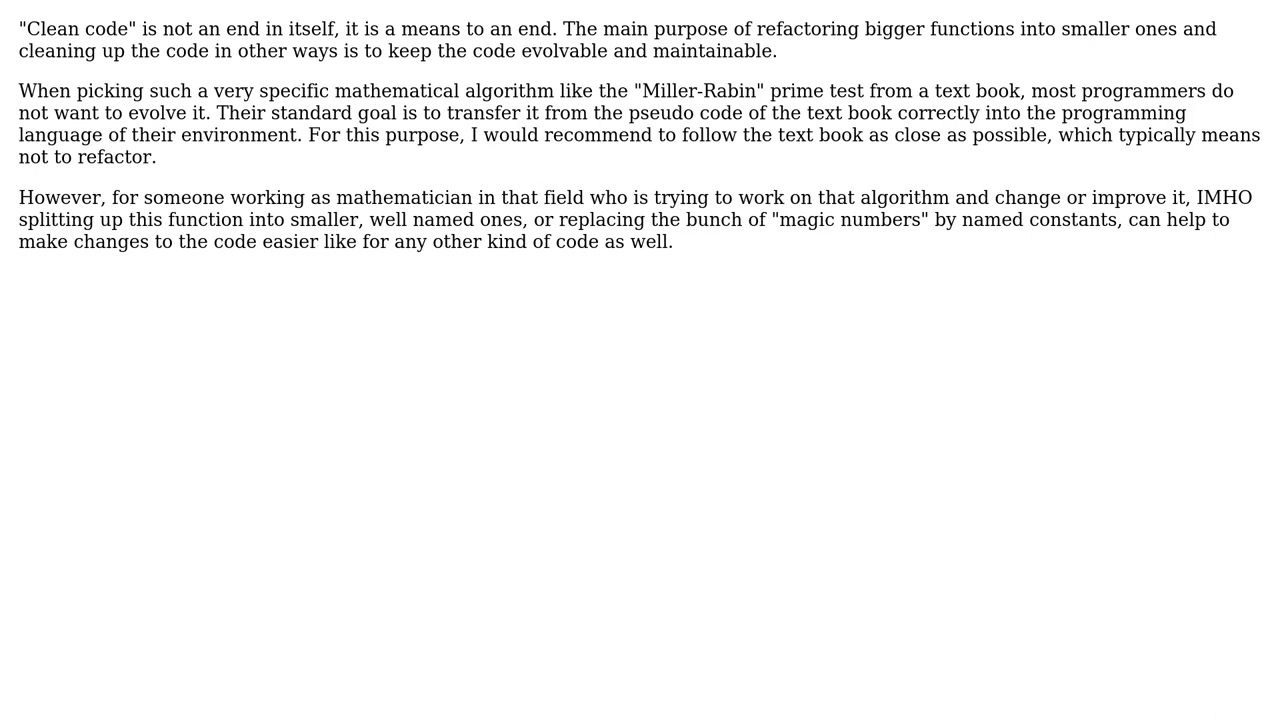 "Clean code" is not an end in itself, it is a means to an end. The main purpose of refactoring bigger functions into smaller ones and
cleaning up the code in other ways is to keep the code evolvable and maintainable.
When picking such a very specific mathematical algorithm like the "Miller-Rabin" prime test from a text book, most programmers do
not want to evolve it. Their standard goal is to transfer it from the pseudo code of the text book correctly into the programming
language of their environment. For this purpose, I would recommend to follow the text book as close as possible, which typically means
not to refactor.
However, for someone working as mathematician in that field who is trying to work on that algorithm and change or improve it, IMHO
splitting up this function into smaller, well named ones, or replacing the bunch of "magic numbers" by named constants, can help to
make changes to the code easier like for any other kind of code as well.